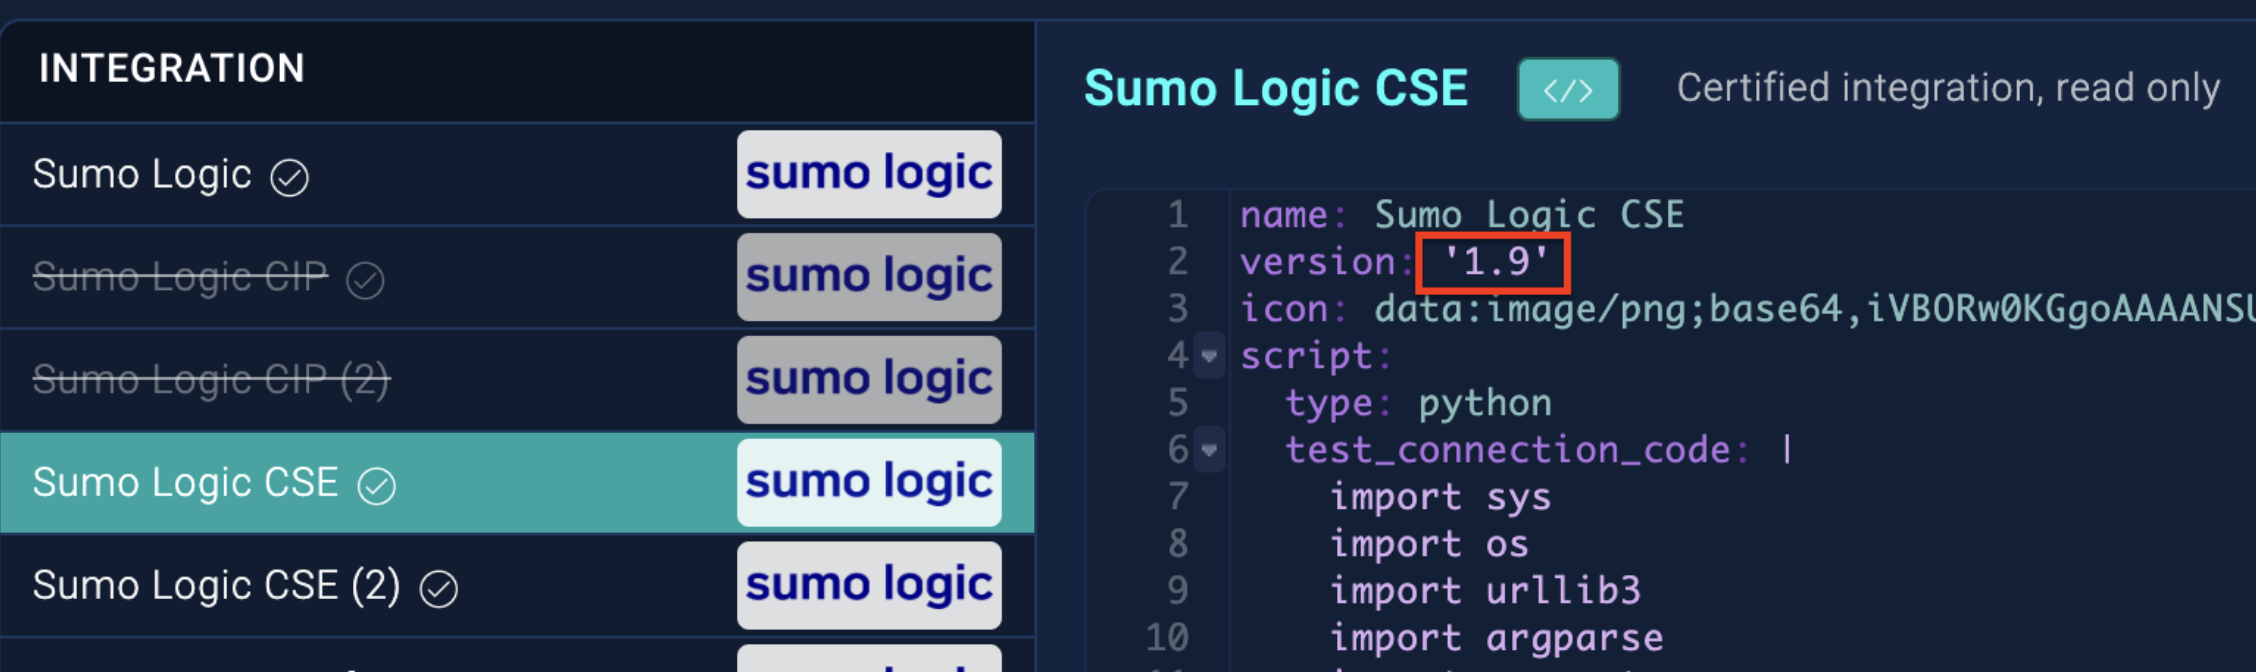 INTEGRATION
Sumo Logic
sumo logic
Sumo Logic CIP
sumo logic
Sumo Logic CIP (2)
sumo logic
Sumo Logic CSE
sumo logic
Sumo Logic CSE (2)
sumo logic
Sumo Logic CSE
</>
Certified integration, read only
1 name: Sumo Logic CSE
2 version: '1.9'
3 icon: data:image/png;base64,iVBORw0KGgoAAAANSU
4 script:
5 type: python
6 test_connection_code: |
7 import sys
8 import os
9 import urllib3
10 import argparse